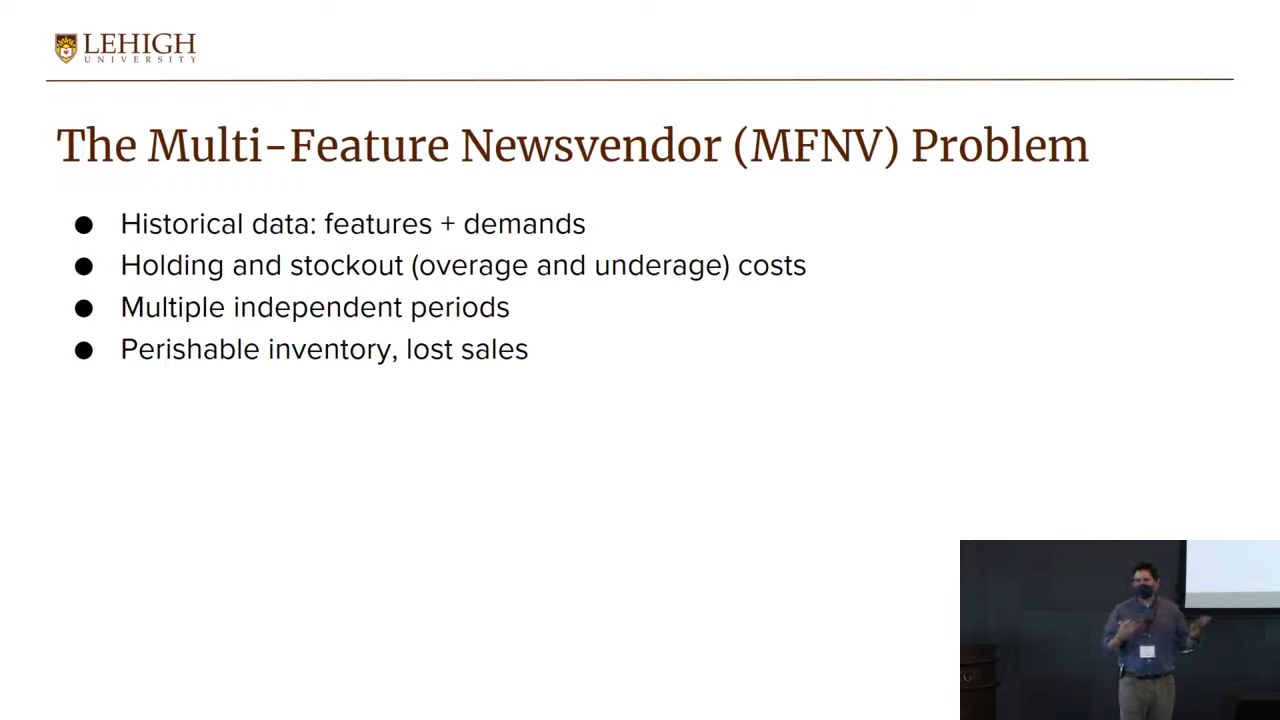 LEHIGH
UNIVERSITY
The Multi-Feature Newsvendor (MFNV) Problem
● Historical data: features + demands
● Holding and stockout (overage and underage) costs
● Multiple independent periods
● Perishable inventory, lost sales